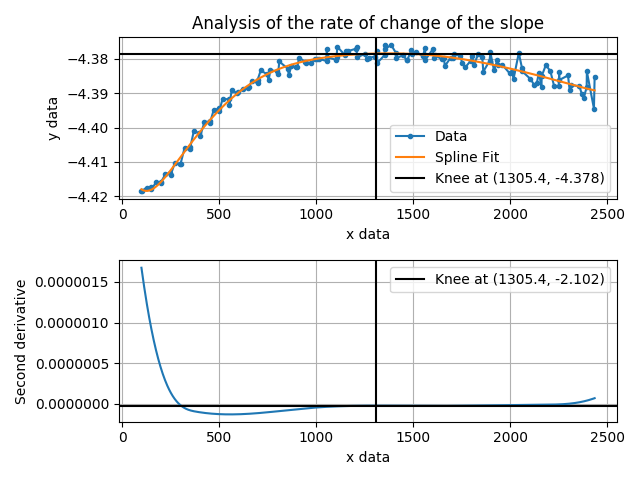 Analysis of the rate of change of the slope
−4.38
−4.39
−4.40
−4.41
−4.42
y data
Data
Spline Fit
Knee at (1305.4, -4.378)
0 500 1000 1500 2000 2500
x data
Knee at (1305.4, -2.102)
0.0000015
0.0000010
0.0000005
0.0000000
Second derivative
0 500 1000 1500 2000 2500
x data